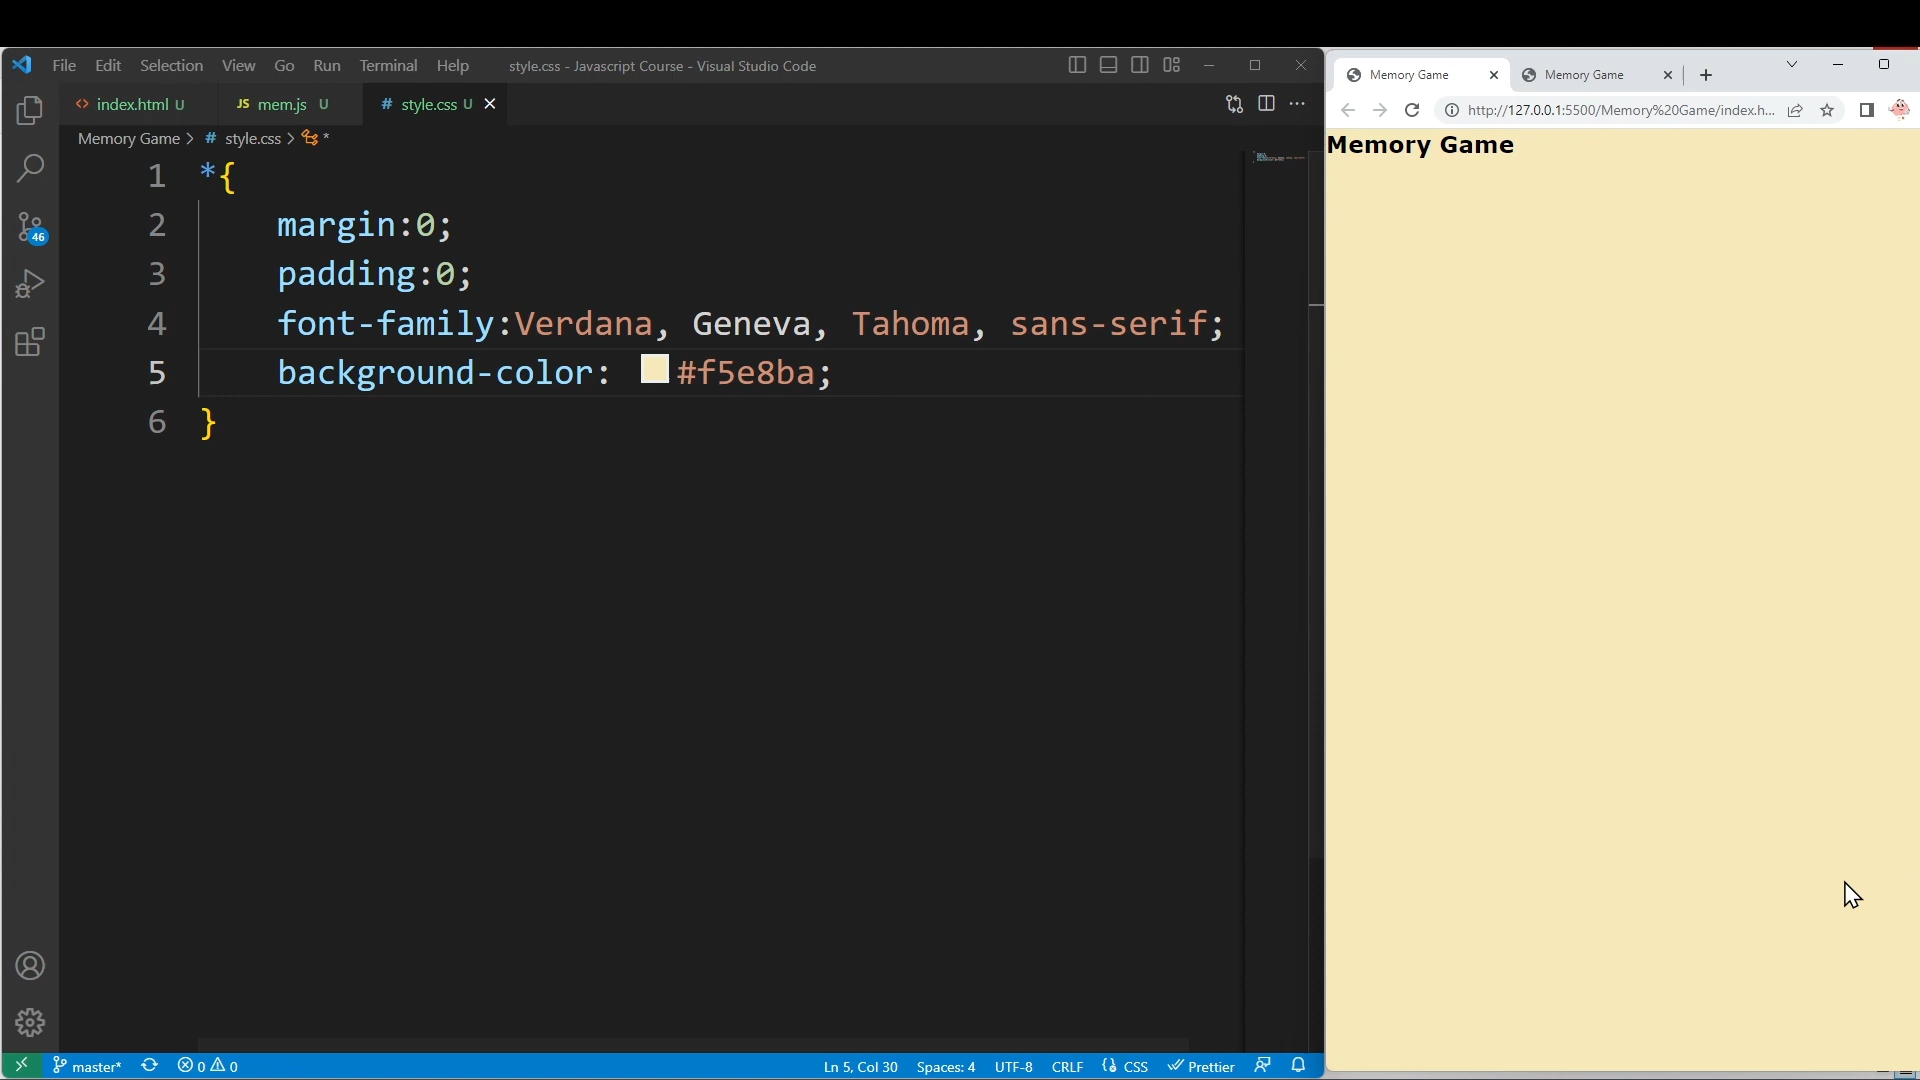 File Edit Selection View Go Run Terminal Help style.css - Javascript Course - Visual Studio Code
index.html U JS mem.js U # style.css U
Memory Game > # style.css > *
1 *{
2 margin:0;
3 padding:0;
4 font-family:Verdana, Geneva, Tahoma, sans-serif;
5 background-color: #f5e8ba;
6 }
46
master* 0 0 Ln 5, Col 30 Spaces: 4 UTF-8 CRLF CSS Prettier
Memory Game Memory Game
http://127.0.0.1:5500/Memory%20Game/index.h...
Memory Game